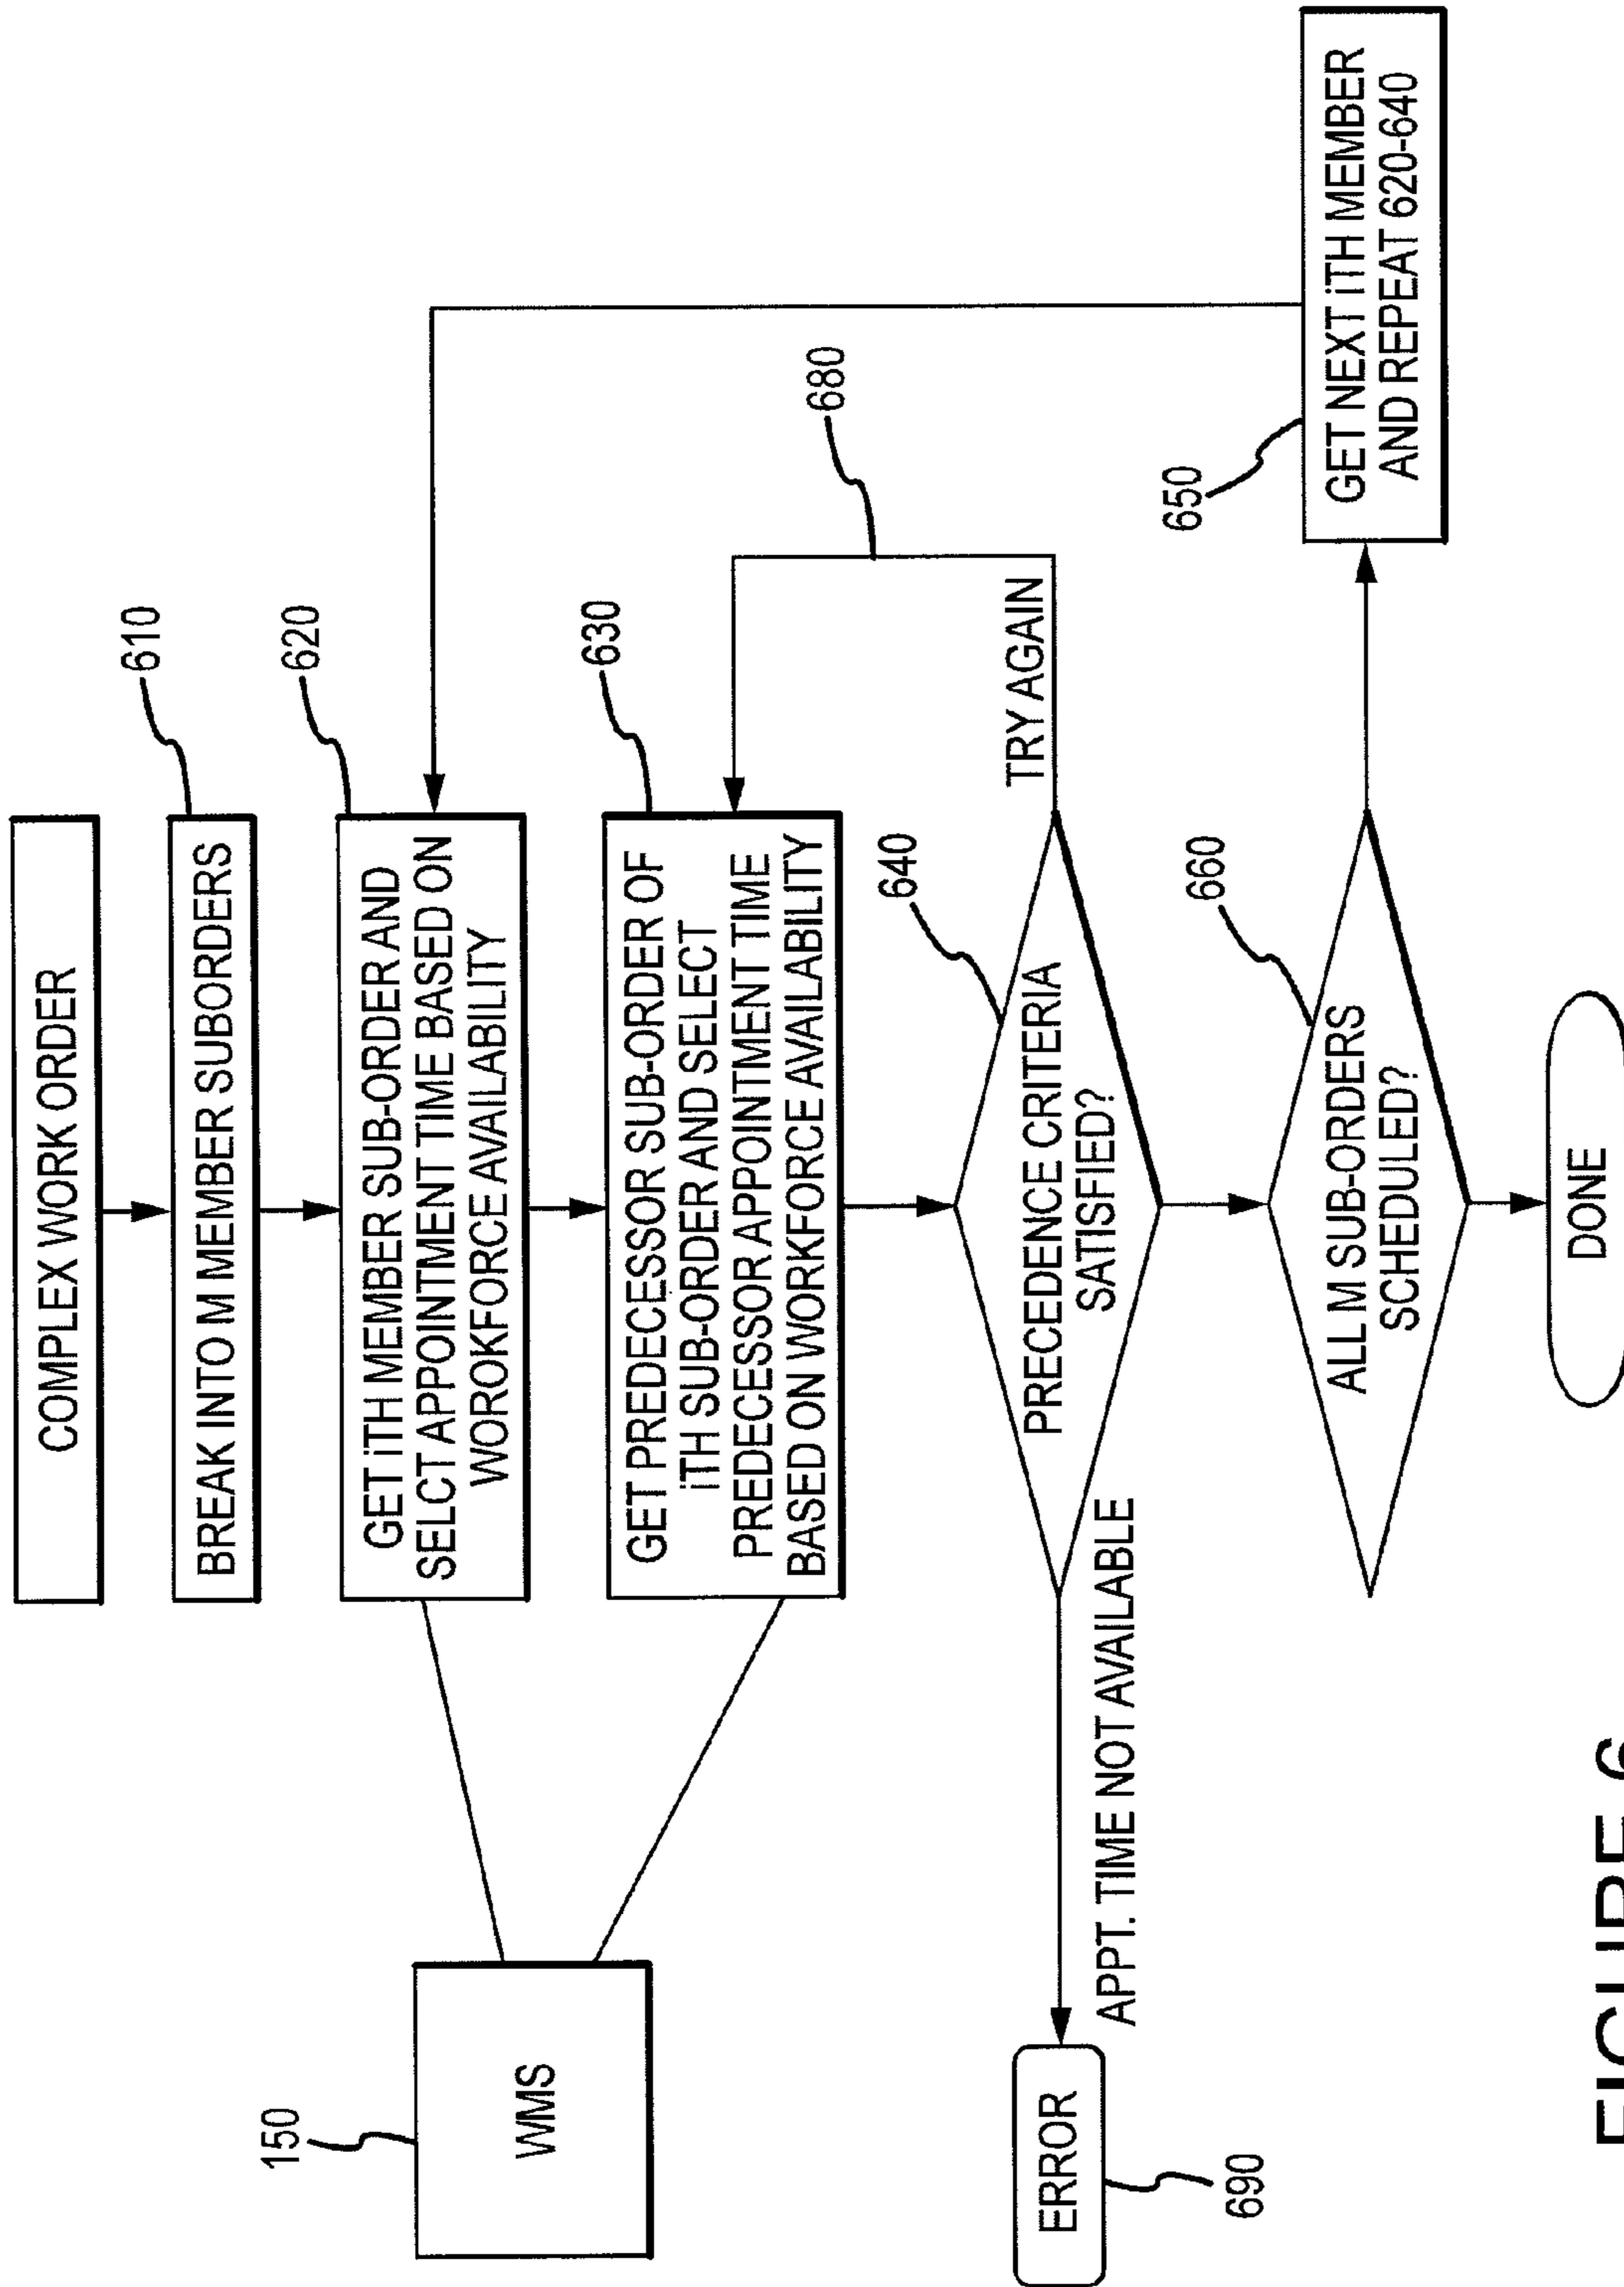 COMPLEX WORK ORDER
610
BREAK INTO M MEMBER SUBORDERS
620
GET iTH MEMBER SUB-ORDER AND
SELCT APPOINTMENT TIME BASED ON
WOROKFORCE AVAILABILITY
150
WMS
630
GET PREDECESSOR SUB-ORDER OF
iTH SUB-ORDER AND SELECT
PREDECESSOR APPOINTMENT TIME
BASED ON WORKFORCE AVAILABILITY
680
TRY AGAIN
640
PRECEDENCE CRITERIA
SATISFIED?
APPT. TIME NOT AVAILABLE
ERROR
690
660
ALL M SUB-ORDERS
SCHEDULED?
650
GET NEXT iTH MEMBER
AND REPEAT 620-640
DONE
FIGURE 6